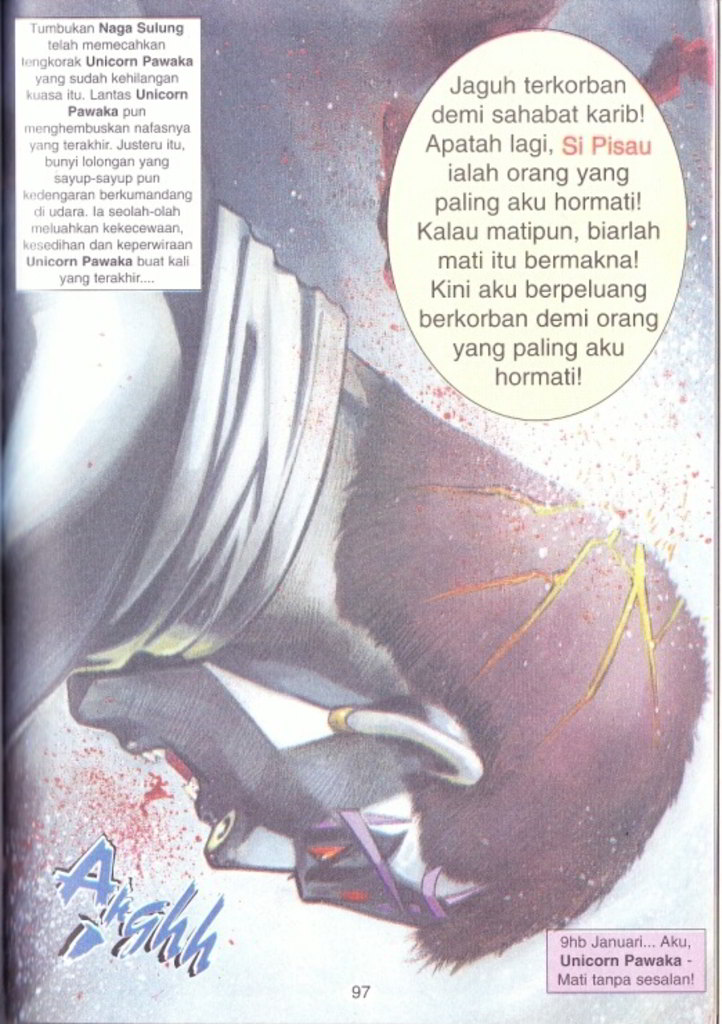 Tumbukan Naga Sulung
telah memecahkan
tengkorak Unicorn Pawaka
yang sudah kehilangan
kuasa itu. Lantas Unicorn
Pawaka pun
menghembuskan nafasnya
yang terakhir. Justeru itu,
bunyi lolongan yang
sayup-sayup pun
kedengaran berkumandang
di udara. Ia seolah-olah
meluahkan kekecewaan,
kesedihan dan keperwiraan
Unicorn Pawaka buat kali
yang terakhir....
Jaguh terkorban
demi sahabat karib!
Apatah lagi, Si Pisau
ialah orang yang
paling aku hormati!
Kalau matipun, biarlah
mati itu bermakna!
Kini aku berpeluang
berkorban demi orang
yang paling aku
hormati!
Akghh
9hb Januari... Aku,
Unicorn Pawaka -
Mati tanpa sesalan!
97